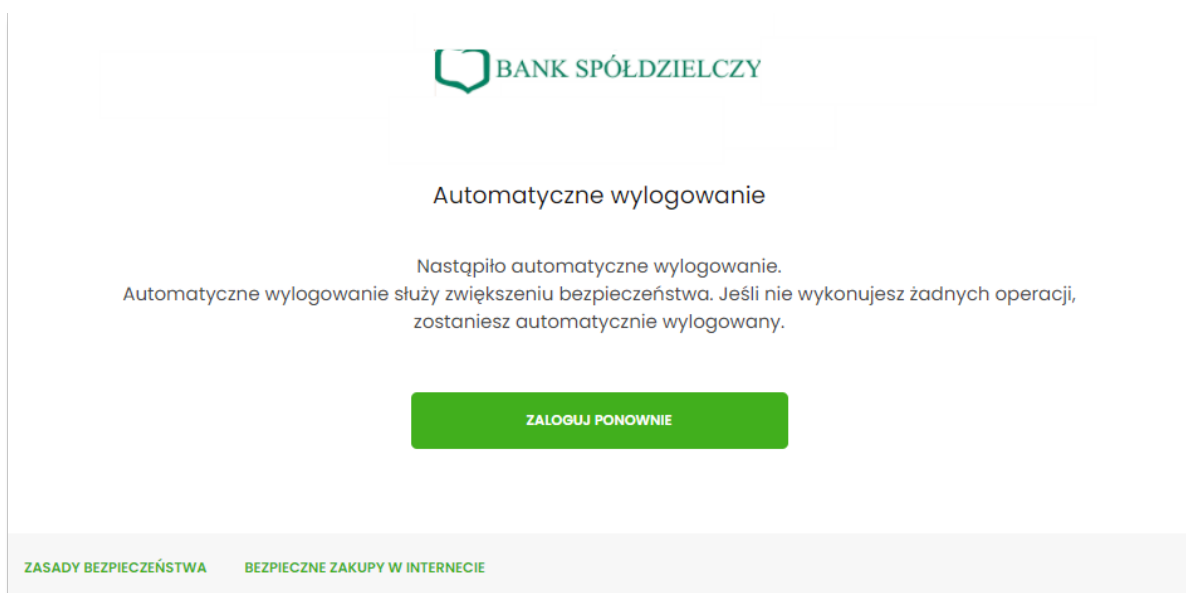 BANK SPÓŁDZIELCZY
Automatyczne wylogowanie
Nastąpiło automatyczne wylogowanie.
Automatyczne wylogowanie służy zwiększeniu bezpieczeństwa. Jeśli nie wykonujesz żadnych operacji,
zostaniesz automatycznie wylogowany.
ZALOGUJ PONOWNIE
ZASADY BEZPIECZEŃSTWA BEZPIECZNE ZAKUPY W INTERNECIE